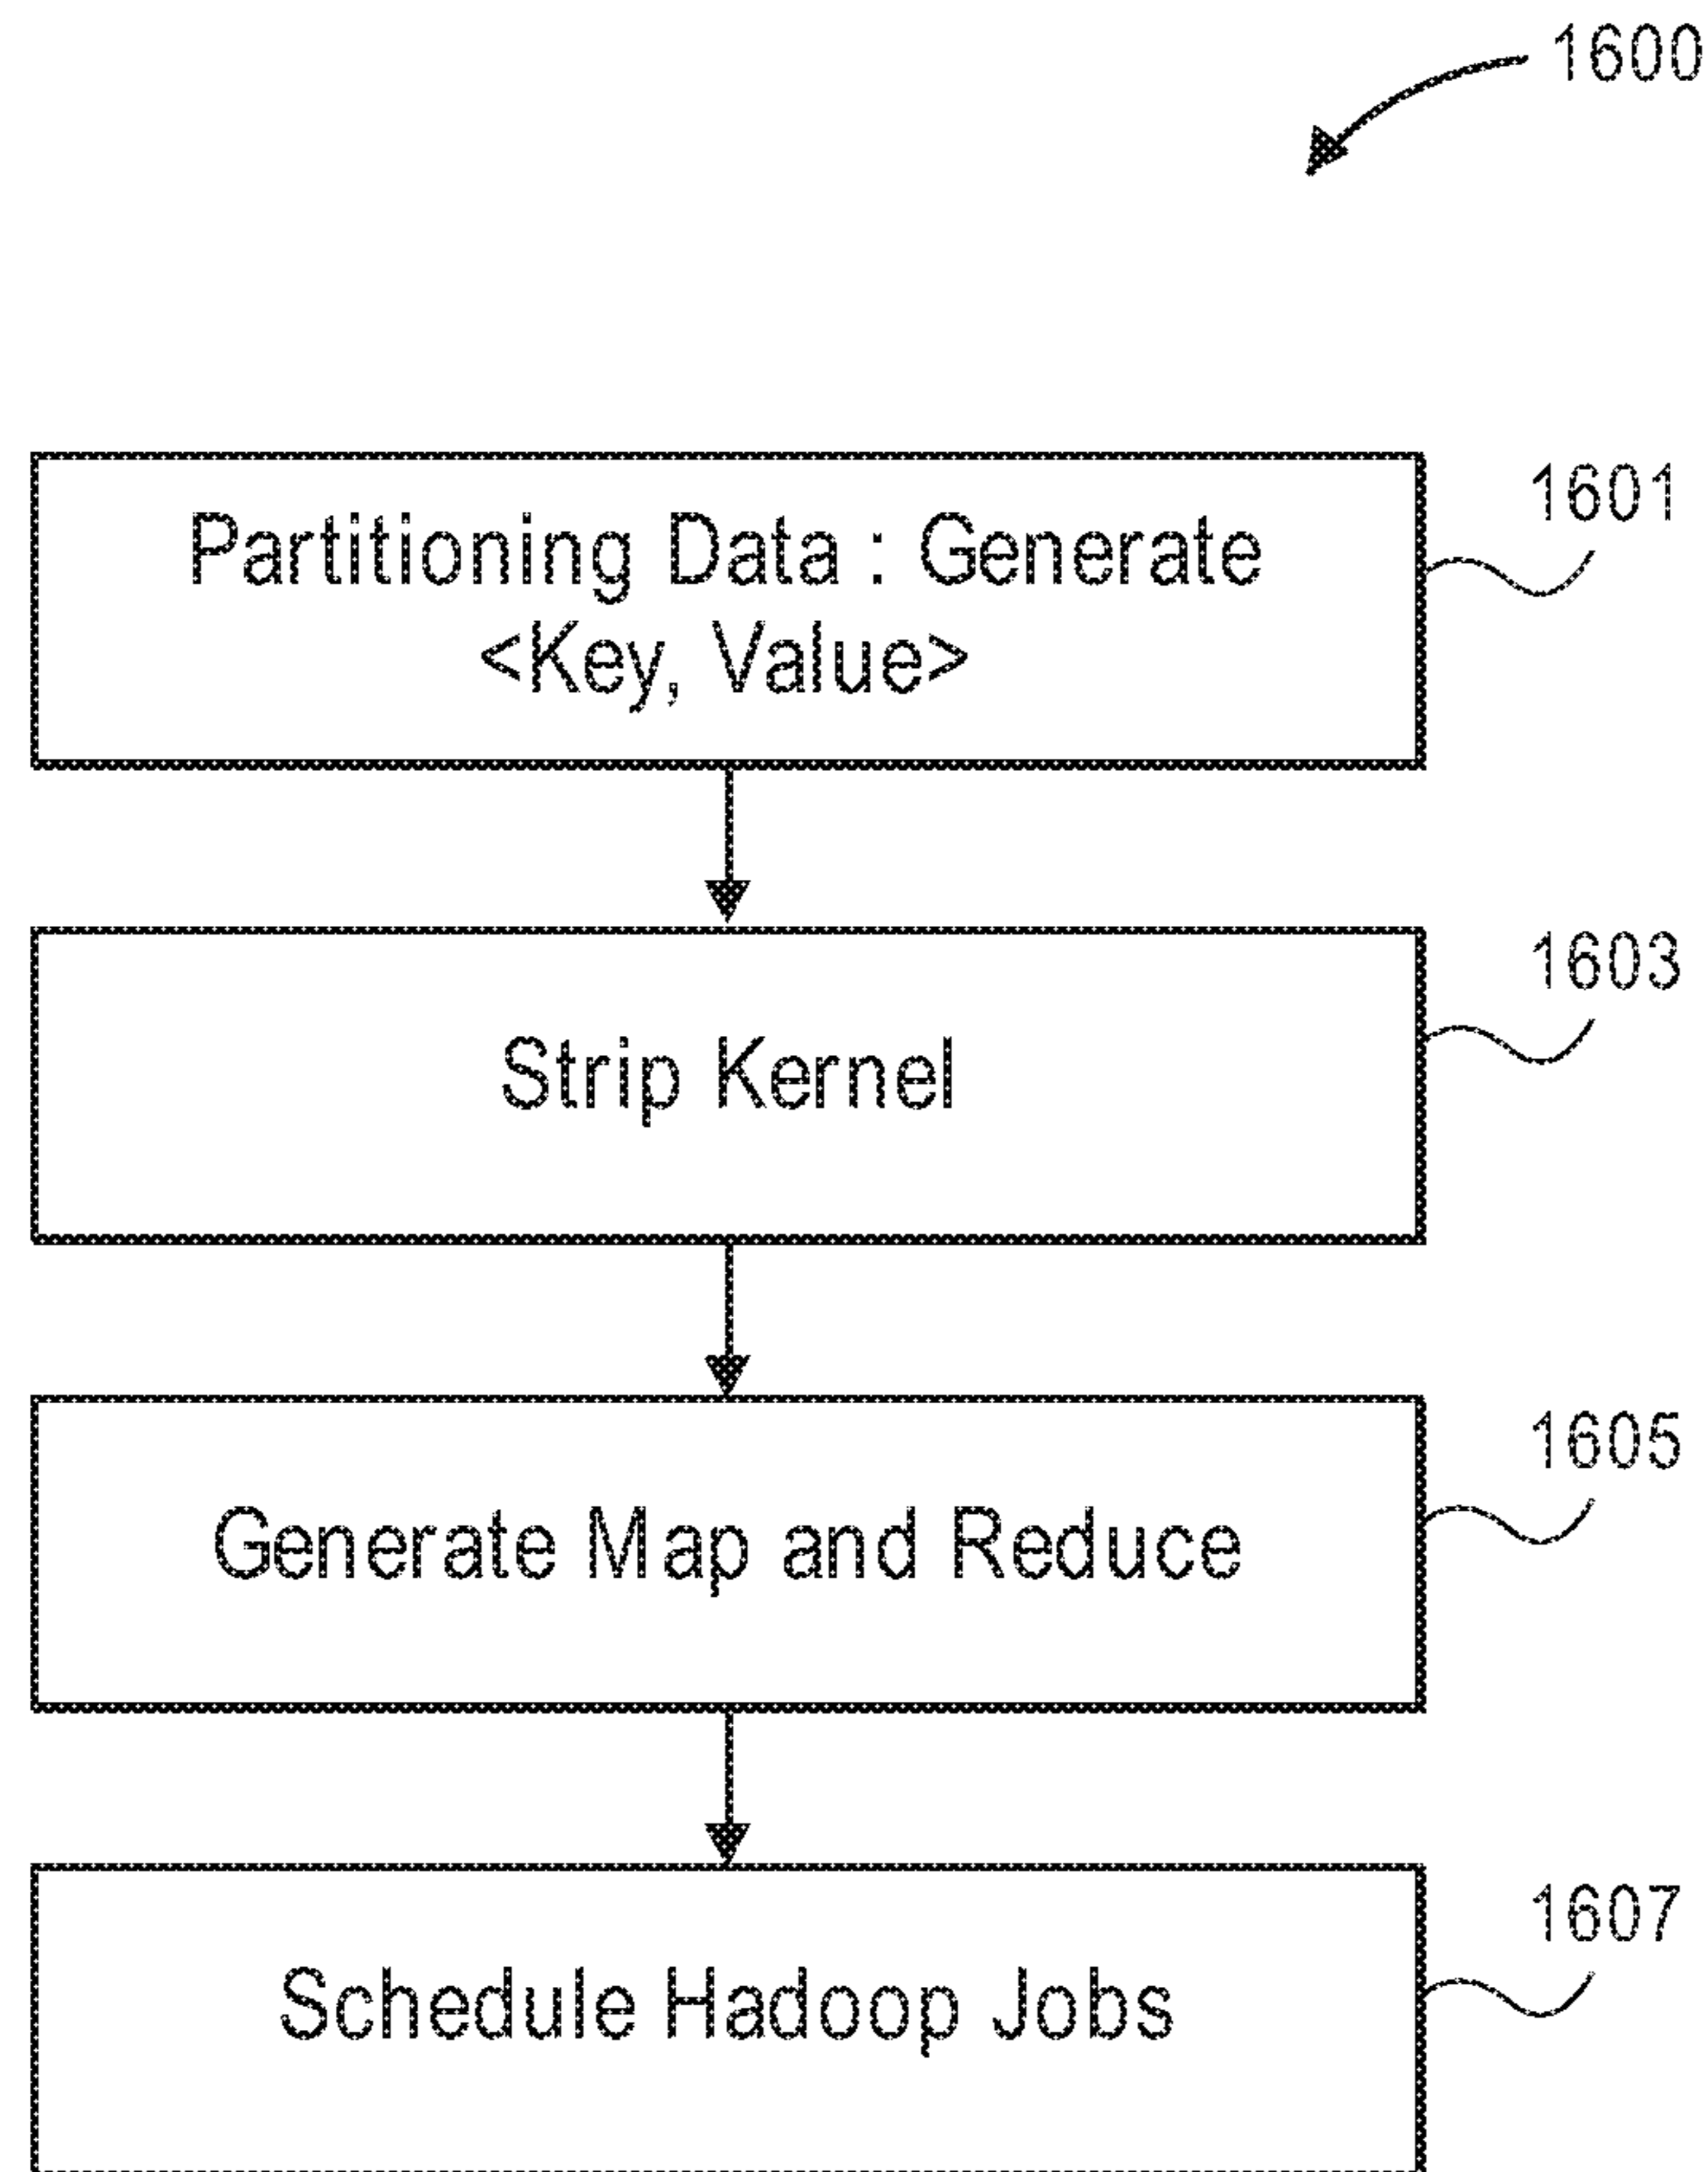 1600
Partitioning Data : Generate
<Key, Value>
1601
Strip Kernel
1603
Generate Map and Reduce
1605
Schedule Hadoop Jobs
1607